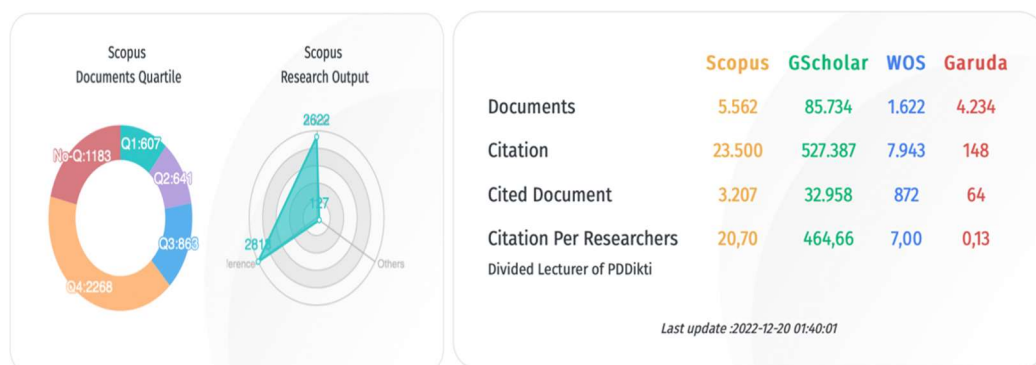 Scopus
Documents Quartile
No-Q:1183
Q1:607
Q2:641
Q3:863
Q4:2268
Scopus
Research Output
2622
127
2813
ference
Others
Scopus GScholar WOS Garuda
Documents 5.562 85.734 1.622 4.234
Citation 23.500 527.387 7.943 148
Cited Document 3.207 32.958 872 64
Citation Per Researchers 20,70 464,66 7,00 0,13
Divided Lecturer of PDDikti
Last update :2022-12-20 01:40:01